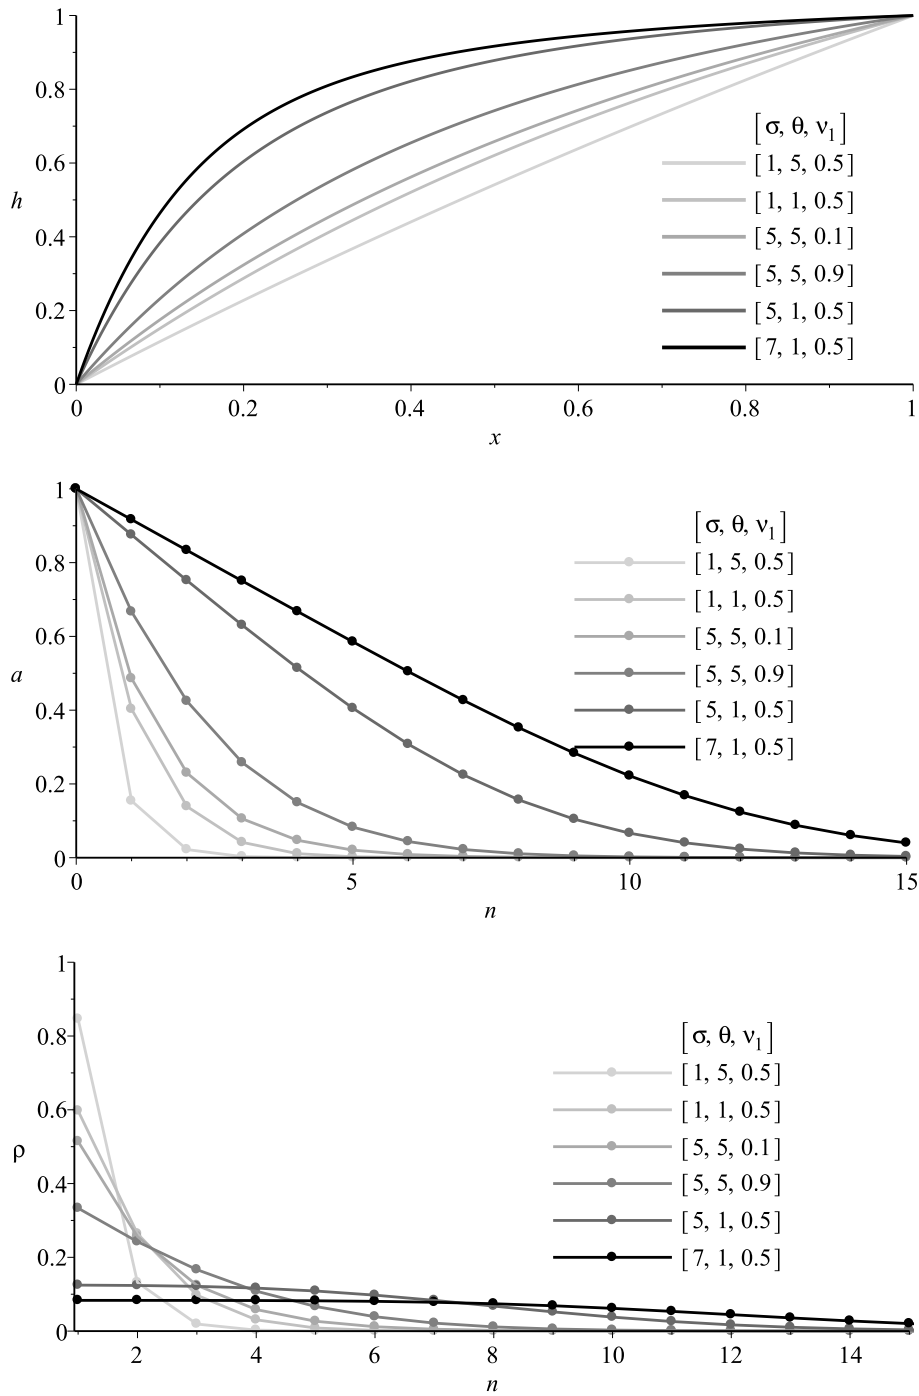 1
0.8
0.6
h
0.4
0.2
0
0 0.2 0.4 0.6 0.8 1
x
[σ, θ, ν1]
[1, 5, 0.5]
[1, 1, 0.5]
[5, 5, 0.1]
[5, 5, 0.9]
[5, 1, 0.5]
[7, 1, 0.5]
1
0.8
0.6
a
0.4
0.2
0
0 5 10 15
n
[σ, θ, ν1]
[1, 5, 0.5]
[1, 1, 0.5]
[5, 5, 0.1]
[5, 5, 0.9]
[5, 1, 0.5]
[7, 1, 0.5]
1
0.8
0.6
ρ
0.4
0.2
0
2 4 6 8 10 12 14
n
[σ, θ, ν1]
[1, 5, 0.5]
[1, 1, 0.5]
[5, 5, 0.1]
[5, 5, 0.9]
[5, 1, 0.5]
[7, 1, 0.5]